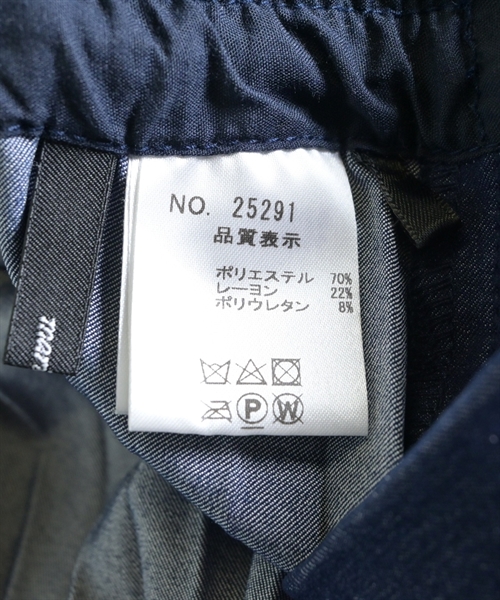 NO. 25291
品質表示
ポリエステル 70%
レーヨン 22%
ポリウレタン 8%
P W